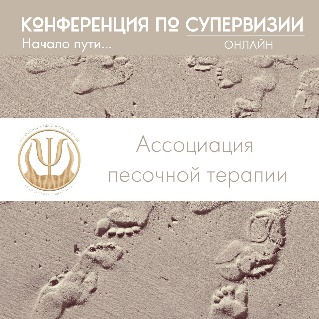 КОНФЕРЕНЦИЯ ПО СУПЕРВИЗИИ
Начало пути...
ОНЛАЙН
Ассоциация
песочной терапии